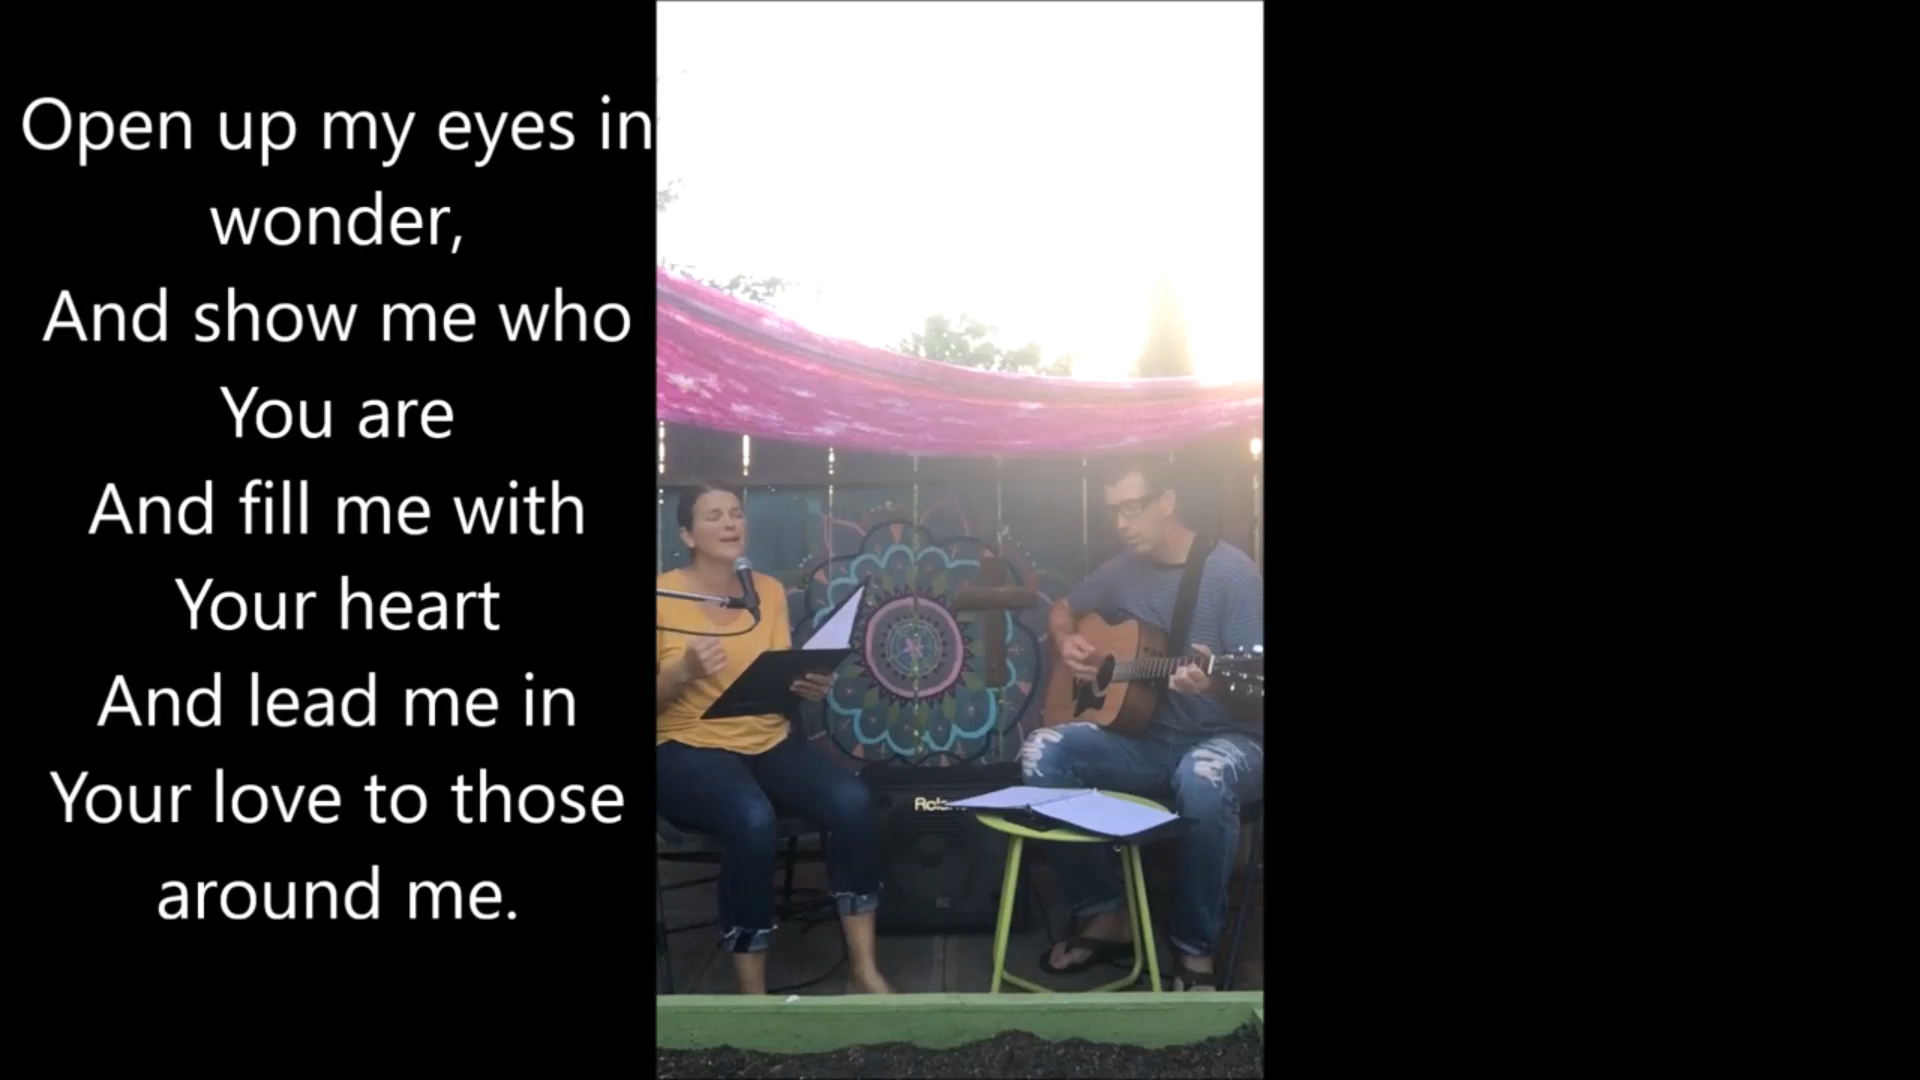 Open up my eyes in
wonder,
And show me who
You are
And fill me with
Your heart
And lead me in
Your love to those
around me.
Roland